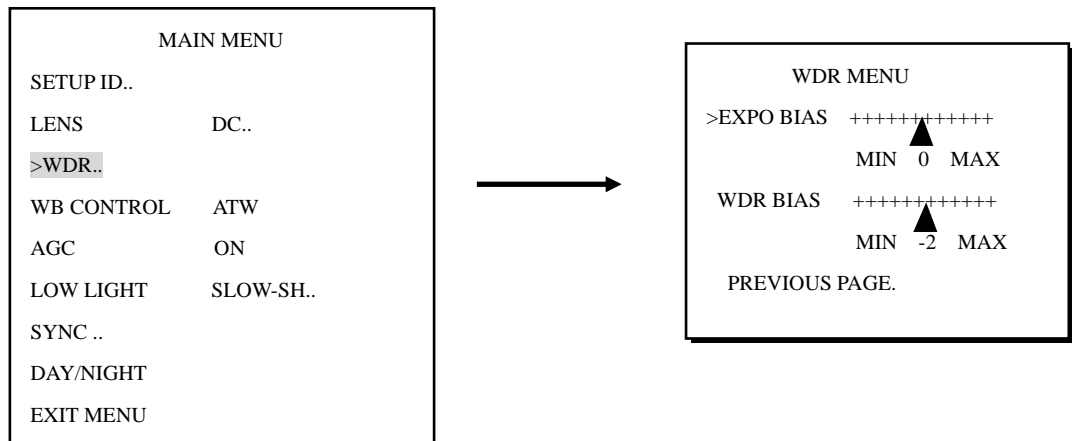 MAIN MENU
SETUP ID..
LENS DC..
>WDR..
WB CONTROL ATW
AGC ON
LOW LIGHT SLOW-SH..
SYNC ..
DAY/NIGHT
EXIT MENU
WDR MENU
>EXPO BIAS ++++++++++++
MIN 0 MAX
WDR BIAS ++++++++++++
MIN -2 MAX
PREVIOUS PAGE.